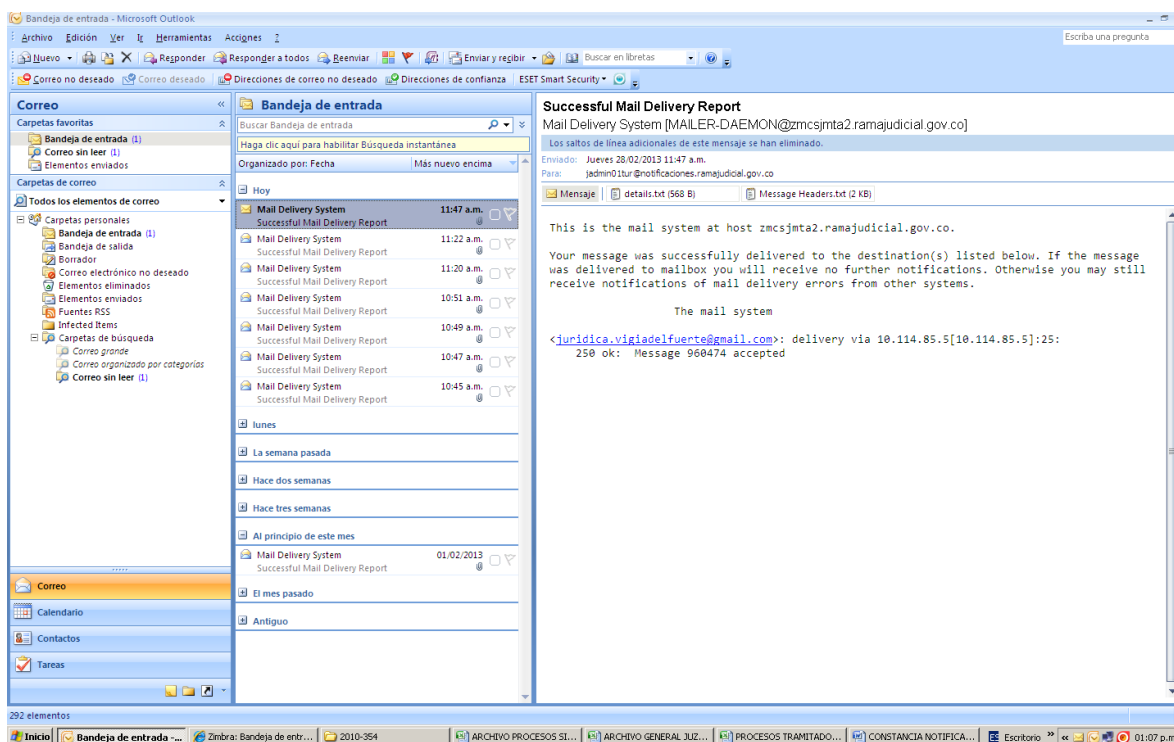 Bandeja de entrada - Microsoft Outlook
Archivo Edición Ver Ir Herramientas Acciones ?
Escriba una pregunta
Nuevo Responder Responder a todos Reenviar Enviar y recibir Buscar en libretas
Correo no deseado Correo deseado Direcciones de correo no deseado Direcciones de confianza ESET Smart Security
Correo
Carpetas favoritas
Bandeja de entrada (1)
Correo sin leer (1)
Elementos enviados
Carpetas de correo
Todos los elementos de correo
Carpetas personales
Bandeja de entrada (1)
Bandeja de salida
Borrador
Correo electrónico no deseado
Elementos eliminados
Elementos enviados
Fuentes RSS
Infected Items
Carpetas de búsqueda
Correo grande
Correo organizado por categorías
Correo sin leer (1)
Correo
Calendario
Contactos
Tareas
Bandeja de entrada
Buscar Bandeja de entrada
Haga clic aquí para habilitar Búsqueda instantánea
Organizado por: Fecha Más nuevo encima
Hoy
Mail Delivery System 11:47 a.m.
Successful Mail Delivery Report
Mail Delivery System 11:22 a.m.
Successful Mail Delivery Report
Mail Delivery System 11:20 a.m.
Successful Mail Delivery Report
Mail Delivery System 10:51 a.m.
Successful Mail Delivery Report
Mail Delivery System 10:49 a.m.
Successful Mail Delivery Report
Mail Delivery System 10:47 a.m.
Successful Mail Delivery Report
Mail Delivery System 10:45 a.m.
Successful Mail Delivery Report
lunes
La semana pasada
Hace dos semanas
Hace tres semanas
Al principio de este mes
Mail Delivery System 01/02/2013
Successful Mail Delivery Report
El mes pasado
Antiguo
Successful Mail Delivery Report
Mail Delivery System [MAILER-DAEMON@zmcsjmta2.ramajudicial.gov.co]
Los saltos de línea adicionales de este mensaje se han eliminado.
Enviado: Jueves 28/02/2013 11:47 a.m.
Para: jadmin01tur@notificaciones.ramajudicial.gov.co
Mensaje details.txt (568 B) Message Headers.txt (2 KB)
This is the mail system at host zmcsjmta2.ramajudicial.gov.co.
Your message was successfully delivered to the destination(s) listed below. If the message
was delivered to mailbox you will receive no further notifications. Otherwise you may still
receive notifications of mail delivery errors from other systems.
The mail system
<juridica.vigiadelfuerte@gmail.com>: delivery via 10.114.85.5[10.114.85.5]:25:
250 ok: Message 960474 accepted
292 elementos
Inicio Bandeja de entrada -... Zimbra: Bandeja de entr... 2010-354 ARCHIVO PROCESOS SI... ARCHIVO GENERAL JUZ... PROCESOS TRAMITADO... CONSTANCIA NOTIFICA... Escritorio 01:07 p.m